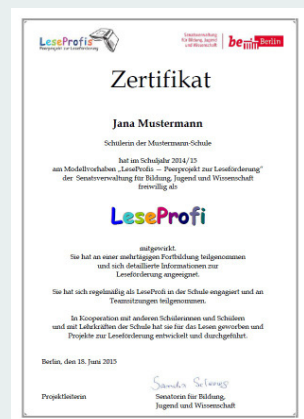 LeseProfis
Peerprojekt zur Leseförderung
Senatsverwaltung
für Bildung, Jugend
und Wissenschaft
be Berlin
Zertifikat
Jana Mustermann
Schülerin der Mustermann-Schule
hat im Schuljahr 2014/15
am Modellvorhaben „LeseProfis — Peerprojekt zur Leseförderung"
der Senatsverwaltung für Bildung, Jugend und Wissenschaft
freiwillig als
LeseProfi
mitgewirkt.
Sie hat an einer mehrtägigen Fortbildung teilgenommen
und sich detaillierte Informationen zur
Leseförderung angeeignet.
Sie hat sich regelmäßig als LeseProfi in der Schule engagiert und an
Teamsitzungen teilgenommen.
In Kooperation mit anderen Schülerinnen und Schülern
und mit Lehrkräften der Schule hat sie für das Lesen geworben und
Projekte zur Leseförderung entwickelt und durchgeführt.
Berlin, den 18. Juni 2015
Sandra Scheeres
Projektleiterin
Senatorin für Bildung,
Jugend und Wissenschaft